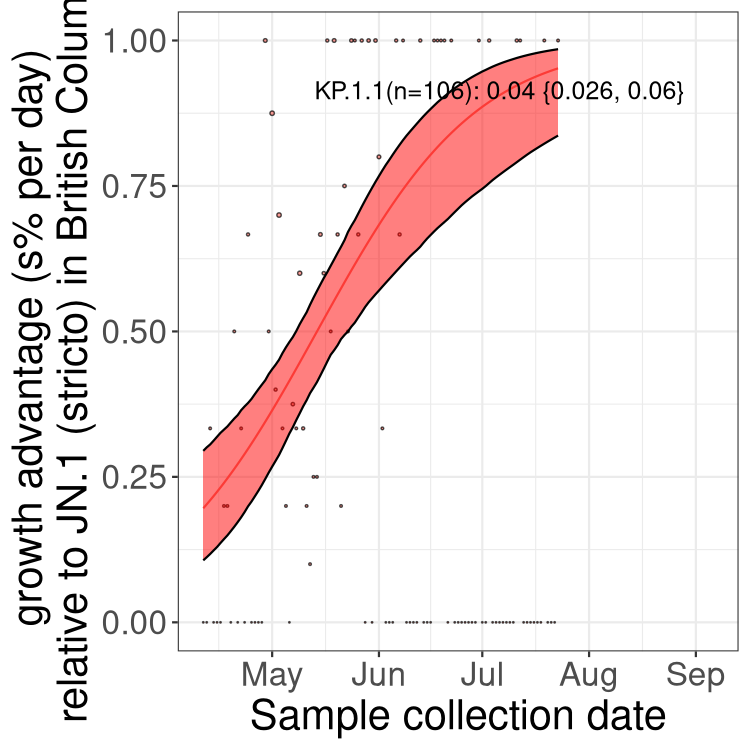 growth advantage (s% per day)
relative to JN.1 (stricto) in British Colum
1.00
0.75
0.50
0.25
0.00
KP.1.1(n=106): 0.04 {0.026, 0.06}
May Jun Jul Aug Sep
Sample collection date